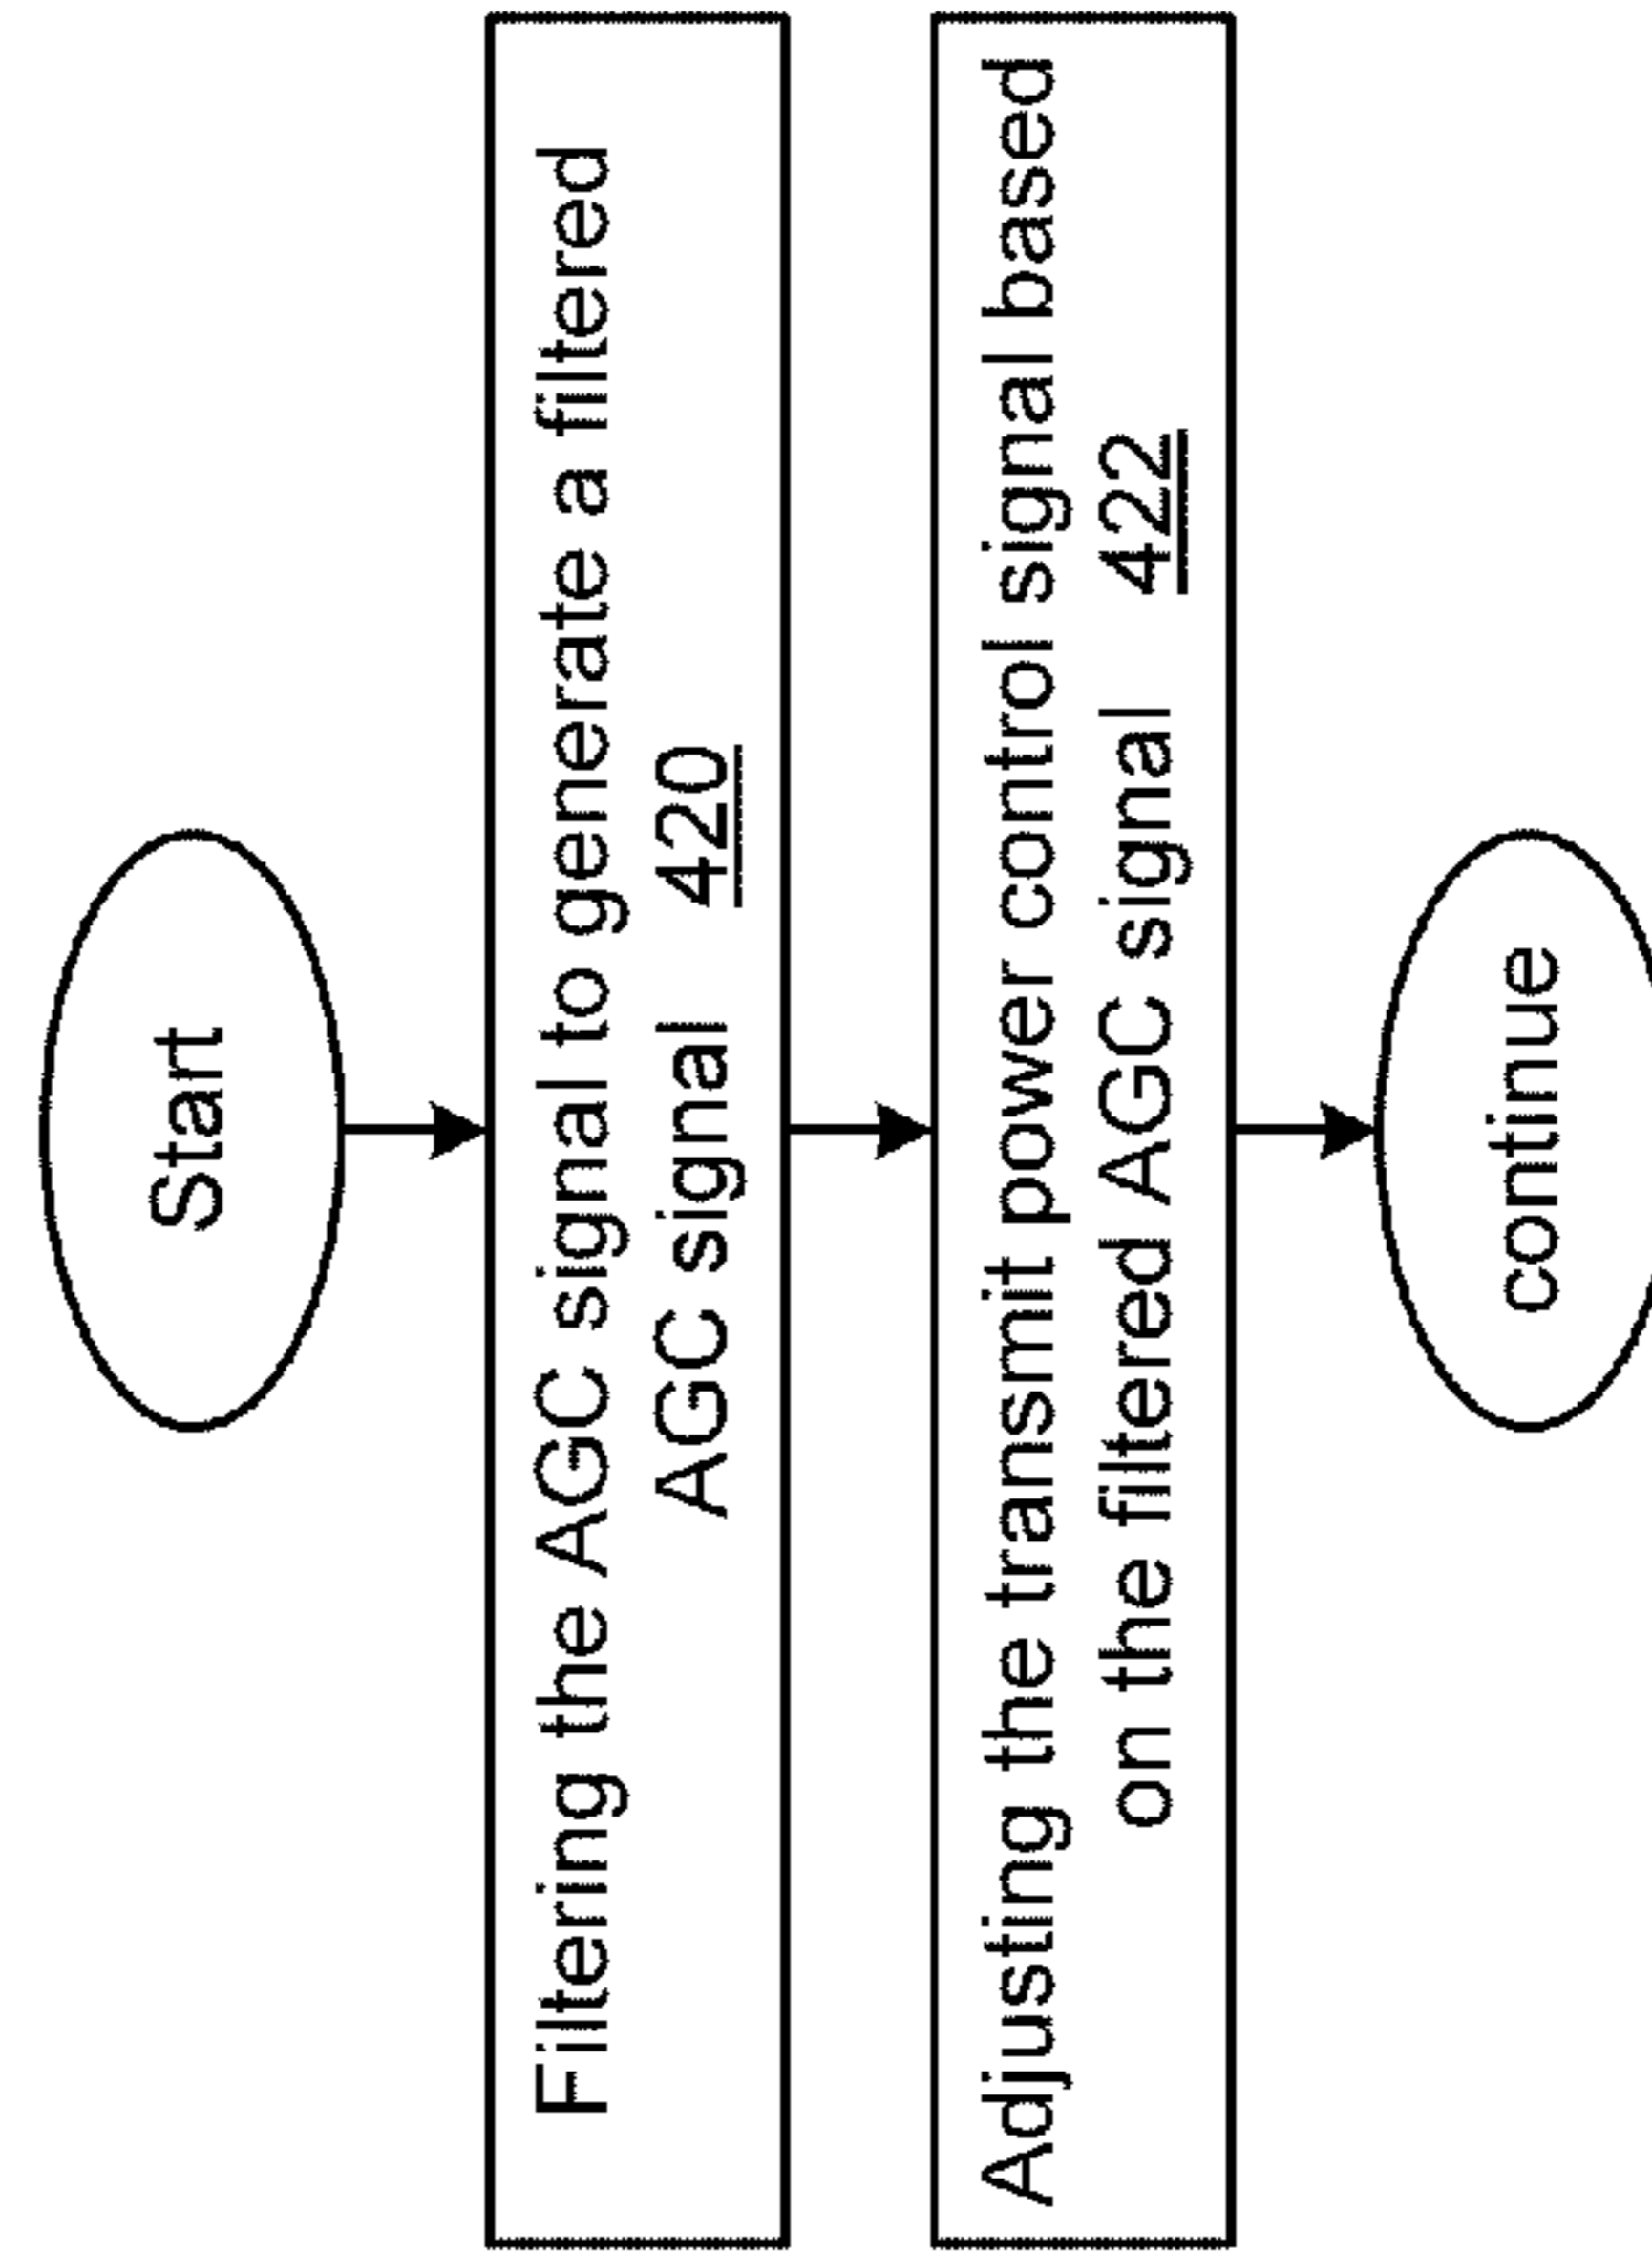 Start
Filtering the AGC signal to generate a filtered
AGC signal 420
Adjusting the transmit power control signal based
on the filtered AGC signal 422
continue